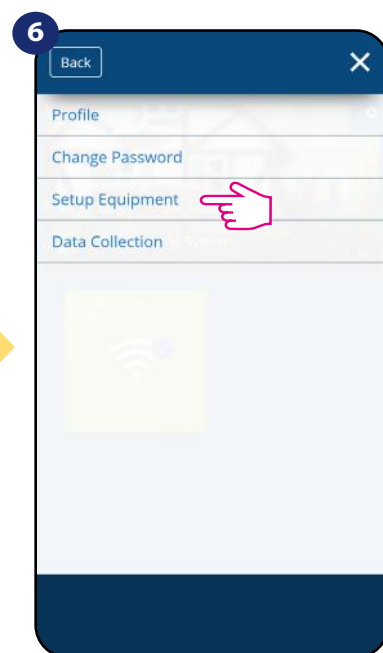 6
Back
Profile
Change Password
Setup Equipment
Data Collection